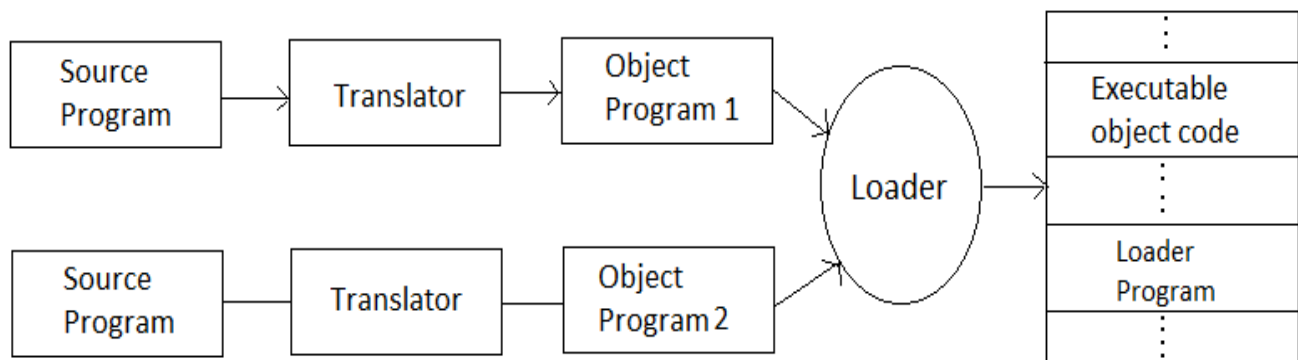 Source
Program
Translator
Object
Program 1
Loader
Executable
object code
Source
Program
Translator
Object
Program 2
Loader
Program